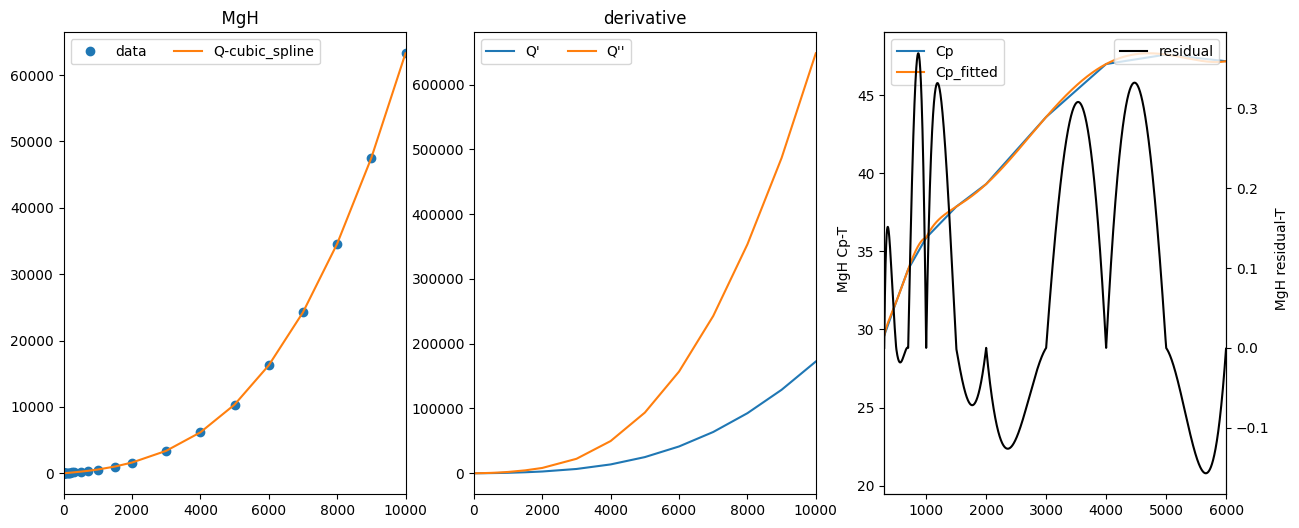 MgH
data
Q-cubic_spline
60000
50000
40000
30000
20000
10000
0
0 2000 4000 6000 8000 10000
derivative
Q'
Q''
600000
500000
400000
300000
200000
100000
0
0 2000 4000 6000 8000 10000
Cp
Cp_fitted
residual
MgH Cp-T
45
40
35
30
25
20
1000 2000 3000 4000 5000 6000
0.3
0.2
0.1
0.0
−0.1
MgH residual-T